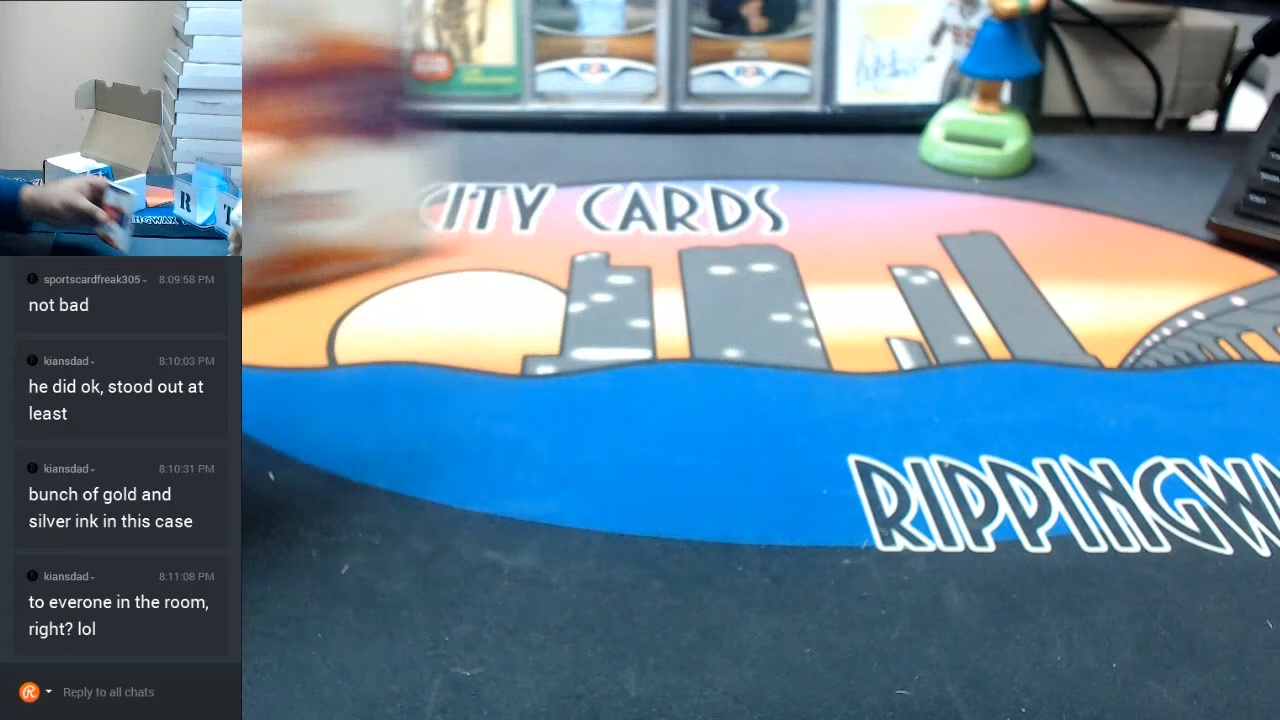 sportscardfreak305 8:09:58 PM
not bad
kiansdad 8:10:03 PM
he did ok, stood out at
least
kiansdad 8:10:31 PM
bunch of gold and
silver ink in this case
kiansdad 8:11:08 PM
to everone in the room,
right? lol
Reply to all chats
CITY CARDS
RIPPINGWA
R
T